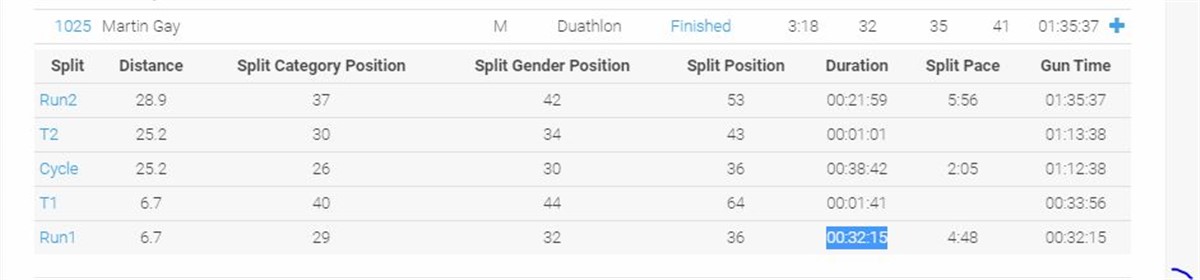 1025 Martin Gay M Duathlon Finished 3:18 32 35 41 01:35:37
Split Distance Split Category Position Split Gender Position Split Position Duration Split Pace Gun Time
Run2 28.9 37 42 53 00:21:59 5:56 01:35:37
T2 25.2 30 34 43 00:01:01 01:13:38
Cycle 25.2 26 30 36 00:38:42 2:05 01:12:38
T1 6.7 40 44 64 00:01:41 00:33:56
Run1 6.7 29 32 36 00:32:15 4:48 00:32:15